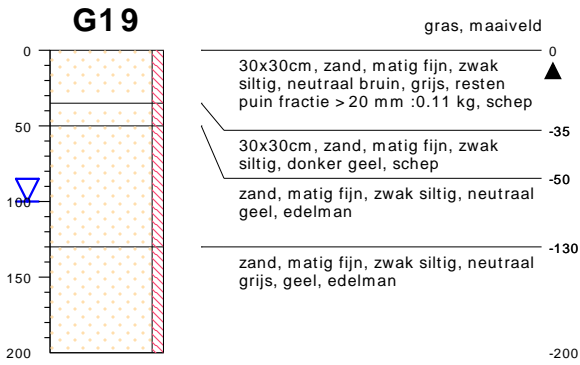 G19
gras, maaiveld
0
50
100
150
200
30x30cm, zand, matig fijn, zwak
siltig, neutraal bruin, grijs, resten
puin fractie > 20 mm :0.11 kg, schep
30x30cm, zand, matig fijn, zwak
siltig, donker geel, schep
zand, matig fijn, zwak siltig, neutraal
geel, edelman
zand, matig fijn, zwak siltig, neutraal
grijs, geel, edelman
0
-35
-50
-130
-200